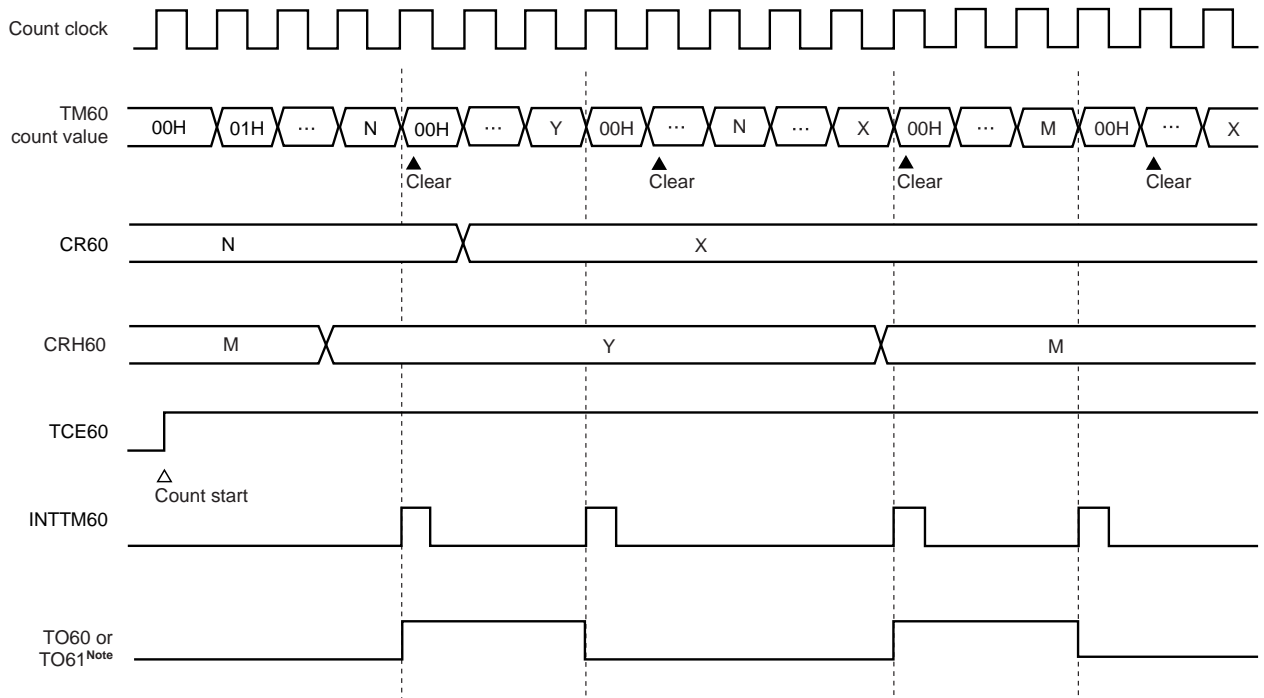 Count clock
TM60
count value
00H 01H ... N 00H ... Y 00H ... N ... X 00H ... M 00H ... X
Clear Clear Clear Clear
CR60 N X
CRH60 M Y M
TCE60
Count start
INTTM60
TO60 or
TO61Note